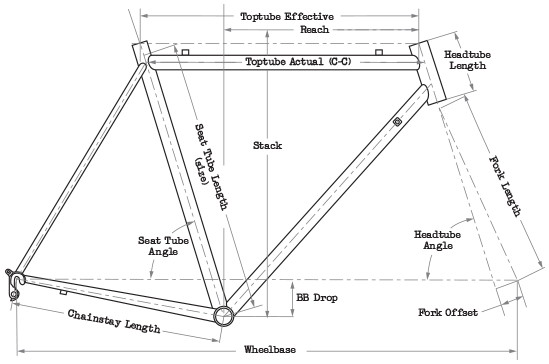 Toptube Effective
Reach
Toptube Actual (C-C)
Headtube
Length
Seat Tube Length
(size)
Stack
Fork Length
Seat Tube
Angle
Headtube
Angle
BB Drop
Fork Offset
Chainstay Length
Wheelbase